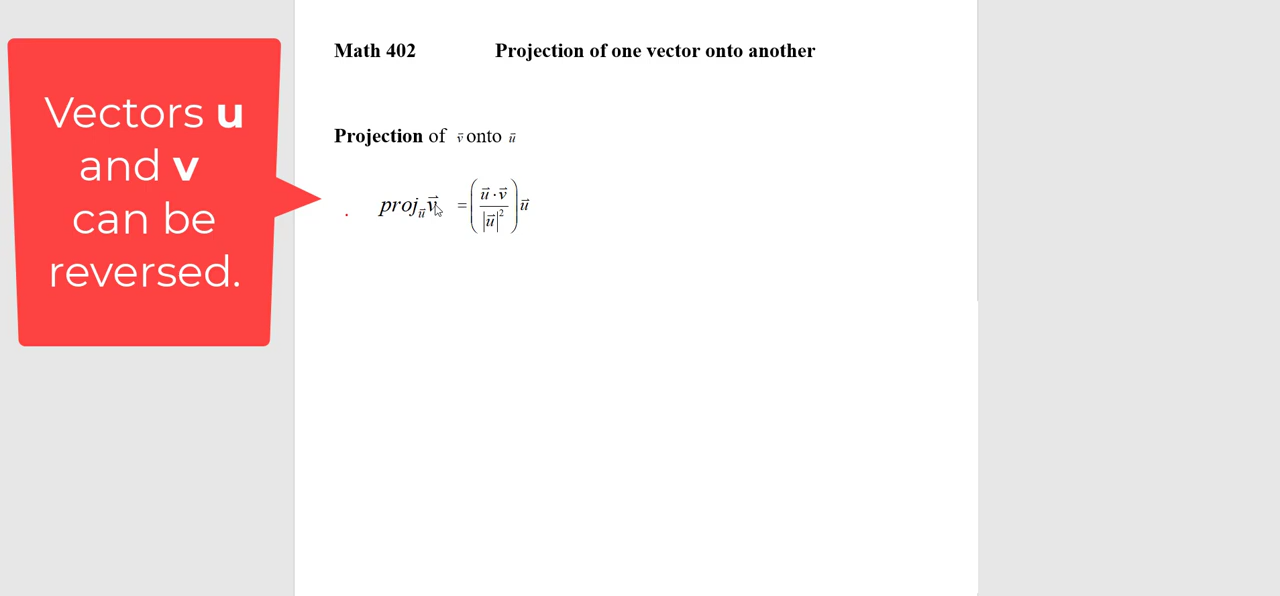 Vectors u
and v
can be
reversed.
Math 402 Projection of one vector onto another
Projection of v⃗ onto u⃗
. proj_u⃗ v⃗ = ( (u⃗ · v⃗) / |u⃗|² ) u⃗